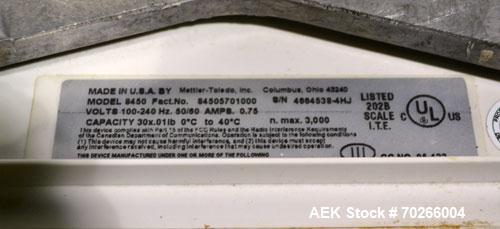 MADE IN U.S.A. BY Mettler-Toledo, Inc. Columbus, Ohio 43240
MODEL 8450 Fact.No. 84505701000 S/N 4664539-4HJ
VOLTS 100-240 Hz. 50/60 AMPS. 0.75
CAPACITY 30x.01lb 0°C to 40°C n. max. 3,000
LISTED
202B
SCALE
I.T.E.
C UL US
This device complies with Part 15 of the FCC Rules and the Radio Interference Requirements
of the Canadian Department of Communications. Operation is subject to the following conditions
(1) This device may not cause harmful interference, and (2) this device must accept
any interference received, including interference that may cause undesired operation.
THIS DEVICE MANUFACTURED UNDER ONE OR MORE OF THE
AEK Stock # 70266004